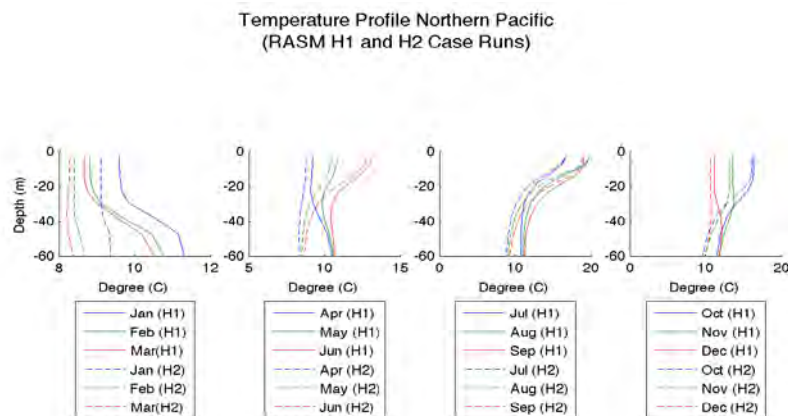 Temperature Profile Northern Pacific
(RASM H1 and H2 Case Runs)
Depth (m)
0
-20
-40
-60
8
10
12
Degree (C)
Jan (H1)
Feb (H1)
Mar(H1)
Jan (H2)
Feb (H2)
Mar(H2)
0
-20
-40
-60
5
10
15
Degree (C)
Apr (H1)
May (H1)
Jun (H1)
Apr (H2)
May (H2)
Jun (H2)
0
-20
-40
-60
0
10
20
Degree (C)
Jul (H1)
Aug (H1)
Sep (H1)
Jul (H2)
Aug (H2)
Sep (H2)
0
-20
-40
-60
0
10
20
Degree (C)
Oct (H1)
Nov (H1)
Dec (H1)
Oct (H2)
Nov (H2)
Dec (H2)